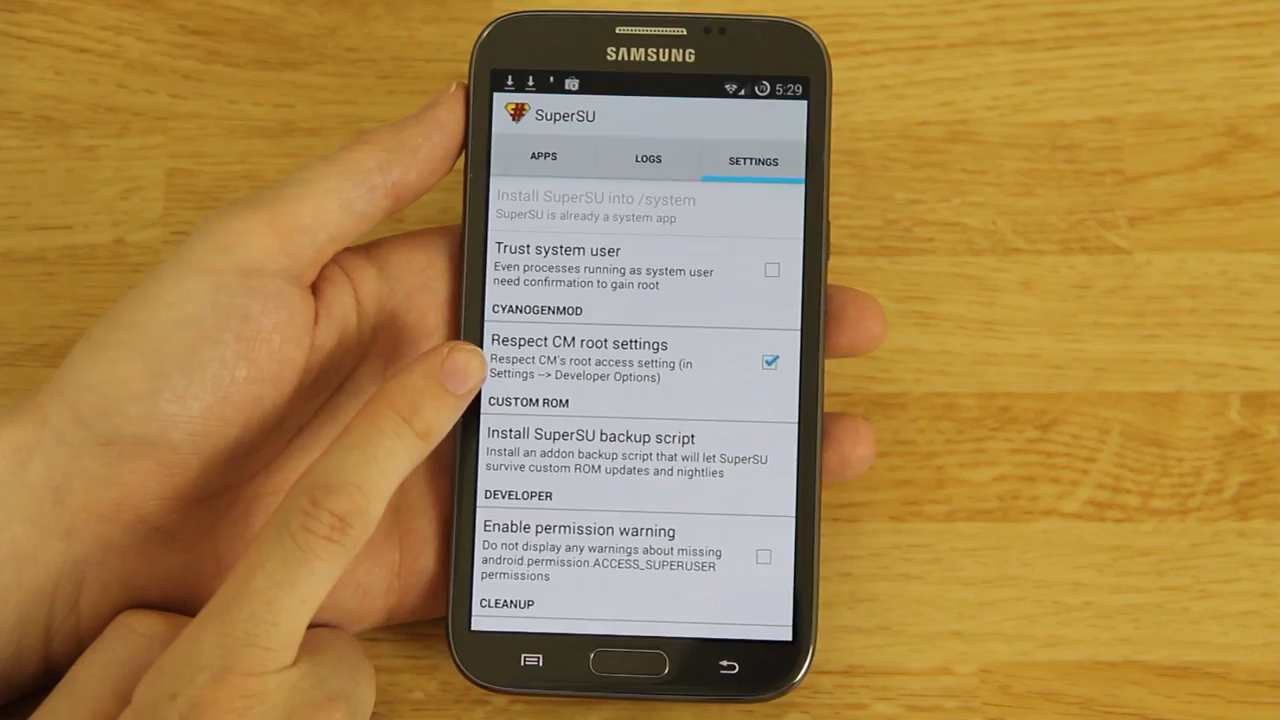 SAMSUNG
5:29
SuperSU
APPS
LOGS
SETTINGS
Install SuperSU into /system
SuperSU is already a system app
Trust system user
Even processes running as system user
need confirmation to gain root
CYANOGENMOD
Respect CM root settings
Respect CM's root access setting (in
Settings --> Developer Options)
CUSTOM ROM
Install SuperSU backup script
Install an addon backup script that will let SuperSU
survive custom ROM updates and nightlies
DEVELOPER
Enable permission warning
Do not display any warnings about missing
android.permission.ACCESS_SUPERUSER
permissions
CLEANUP